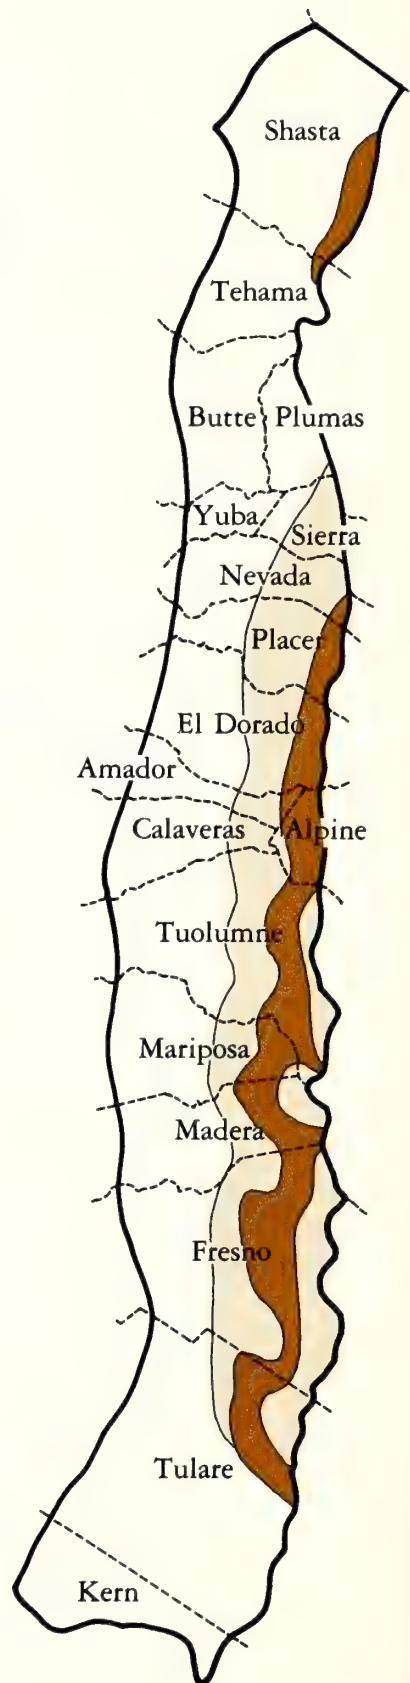 Shasta
Tehama
Butte Plumas
Yuba
Sierra
Nevada
Placer
El Dorado
Amador
Calaveras Alpine
Tuolumne
Mariposa
Madera
Fresno
Tulare
Kern